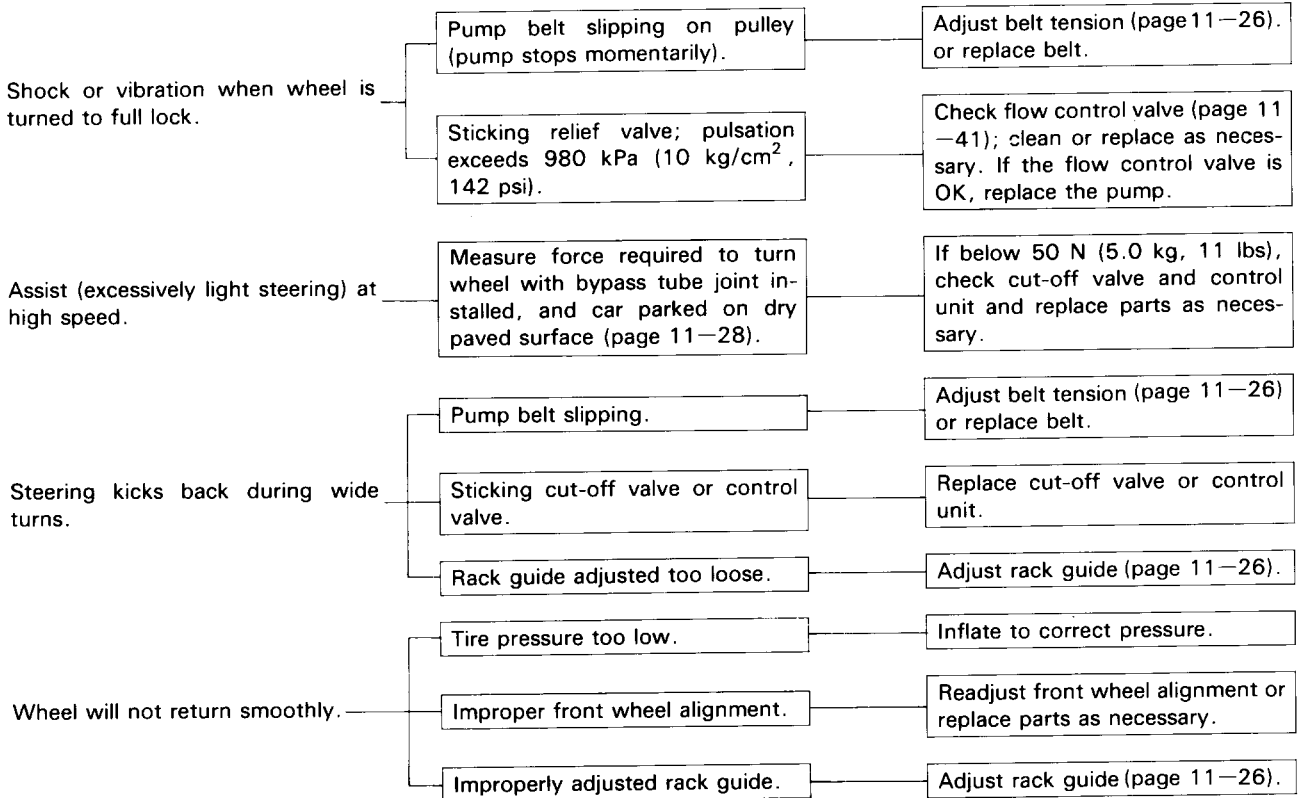 Shock or vibration when wheel is
turned to full lock.
Pump belt slipping on pulley
(pump stops momentarily).
Adjust belt tension (page 11—26).
or replace belt.
Sticking relief valve; pulsation
exceeds 980 kPa (10 kg/cm², 
142 psi).
Check flow control valve (page 11
—41); clean or replace as neces-
sary. If the flow control valve is
OK, replace the pump.
Assist (excessively light steering) at
high speed.
Measure force required to turn
wheel with bypass tube joint in-
stalled, and car parked on dry
paved surface (page 11—28).
If below 50 N (5.0 kg, 11 lbs),
check cut-off valve and control
unit and replace parts as neces-
sary.
Steering kicks back during wide
turns.
Pump belt slipping.
Adjust belt tension (page 11—26)
or replace belt.
Sticking cut-off valve or control
valve.
Replace cut-off valve or control
unit.
Rack guide adjusted too loose.
Adjust rack guide (page 11—26).
Wheel will not return smoothly.
Tire pressure too low.
Inflate to correct pressure.
Improper front wheel alignment.
Readjust front wheel alignment or
replace parts as necessary.
Improperly adjusted rack guide.
Adjust rack guide (page 11—26).